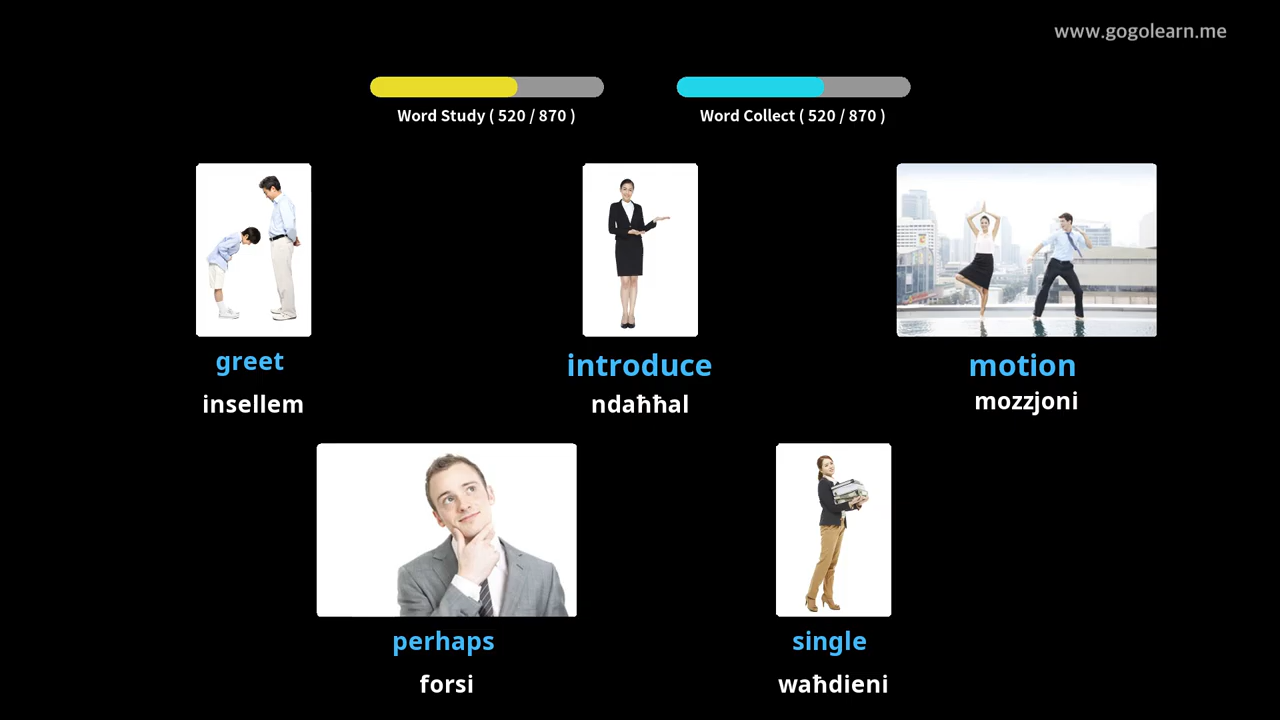 www.gogolearn.me
Word Study ( 520 / 870 )
Word Collect ( 520 / 870 )
greet
insellem
introduce
ndaħħal
motion
mozzjoni
perhaps
forsi
single
waħdieni